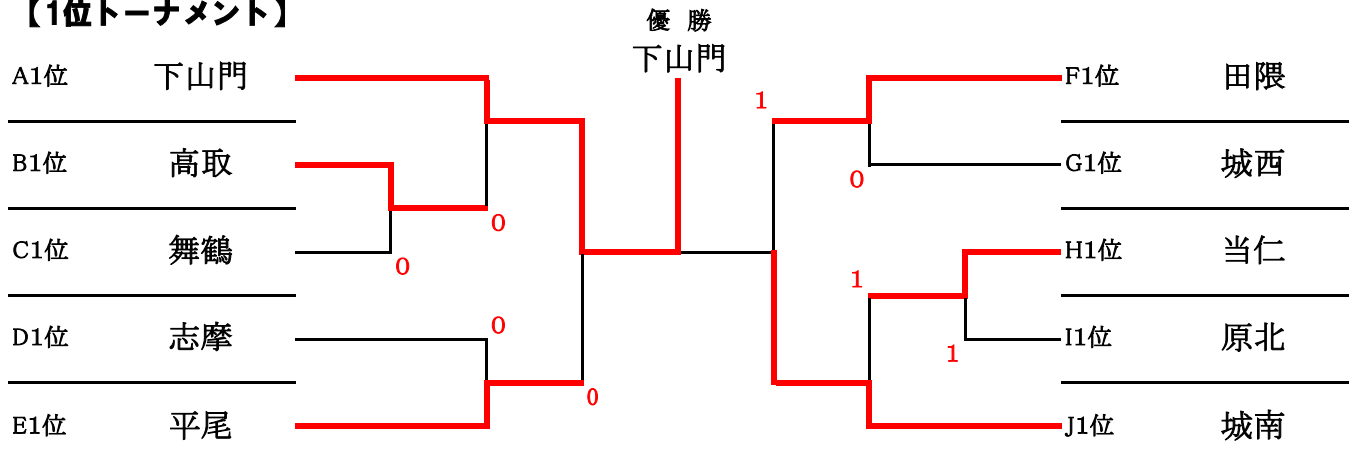 【1位トーナメント】
優 勝
下山門
A1位 下山門
B1位 高取
C1位 舞鶴
D1位 志摩
E1位 平尾
0
0
0
0
1
0
1
1
F1位 田隈
G1位 城西
H1位 当仁
I1位 原北
J1位 城南